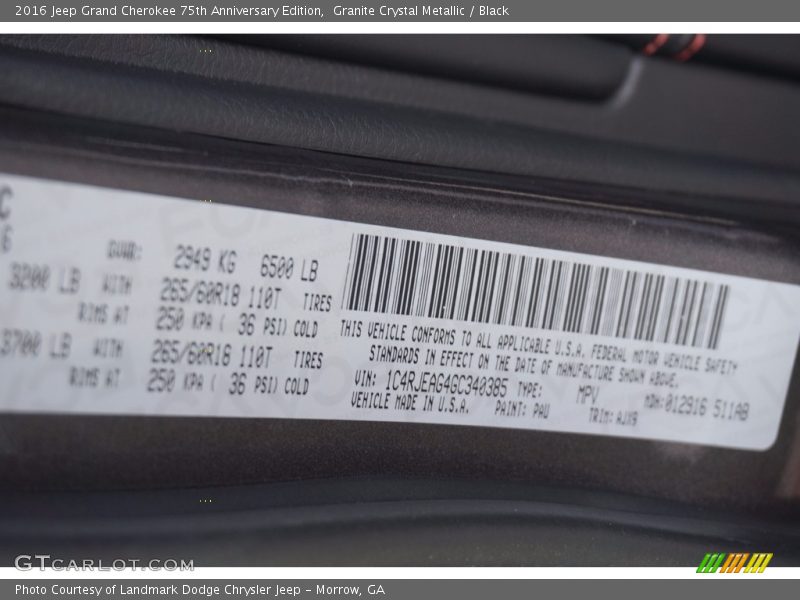 2016 Jeep Grand Cherokee 75th Anniversary Edition,  Granite Crystal Metallic / Black
C
6
GVWR: 2949 KG 6500 LB
3200 LB WITH 265/60R18 110T TIRES
RIMS AT 250 KPA ( 36 PSI) COLD
3700 LB WITH 265/60R18 110T TIRES
RIMS AT 250 KPA ( 36 PSI) COLD
THIS VEHICLE CONFORMS TO ALL APPLICABLE U.S.A. FEDERAL MOTOR VEHICLE SAFETY
STANDARDS IN EFFECT ON THE DATE OF MANUFACTURE SHOWN ABOVE.
VIN: 1C4RJEAG4GC340385 TYPE: MPV MDH:012916 511AB
VEHICLE MADE IN U.S.A. PAINT: PAU TRIM: AJX9
GTCARLOT.COM
Photo Courtesy of Landmark Dodge Chrysler Jeep – Morrow, GA